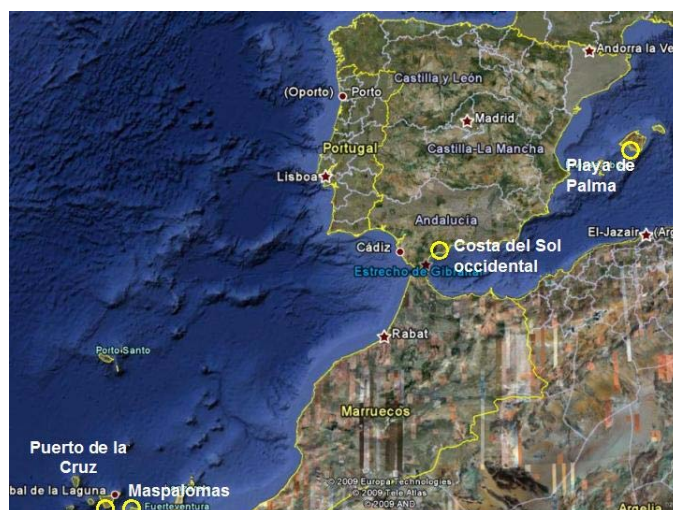 Andorra la Ve
Castilla y León
(Oporto) Porto
Madrid
Portugal
Castilla-La Mancha
Playa de
Palma
Lisboa
Andalucía
El-Jazair
Cádiz
Costa del Sol
occidental
Estrecho de Gibraltar
Rabat
Porto Santo
Marruecos
Puerto de la
Cruz
bal de la Laguna
Maspalomas
Fuerteventura
© 2009 Europa Technologies
© 2009 Tele Atlas
© 2009 AND
Argelia